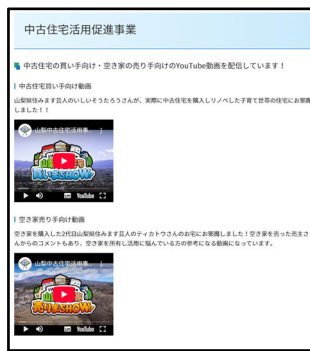 中古住宅活用促進事業
中古住宅の買い手向け・空き家の売り手向けのYouTube動画を配信しています！
中古住宅買い手向け動画
山梨県住みます芸人のいしいそうたろうさんが、実際に中古住宅を購入しリノベした子育て世帯の住宅にお邪魔
しました！！
山梨中古住宅活用事...
買いまSHOW!
YouTube
空き家売り手向け動画
空き家を購入した2代目山梨県住みます芸人のティカトウさんのお宅にお邪魔しました！空き家を売った売主さ
んからのコメントもあり、空き家を所有し活用に悩んでいる方の参考になる動画になっています。
山梨中古住宅活用事...
売りまSHOW!
YouTube